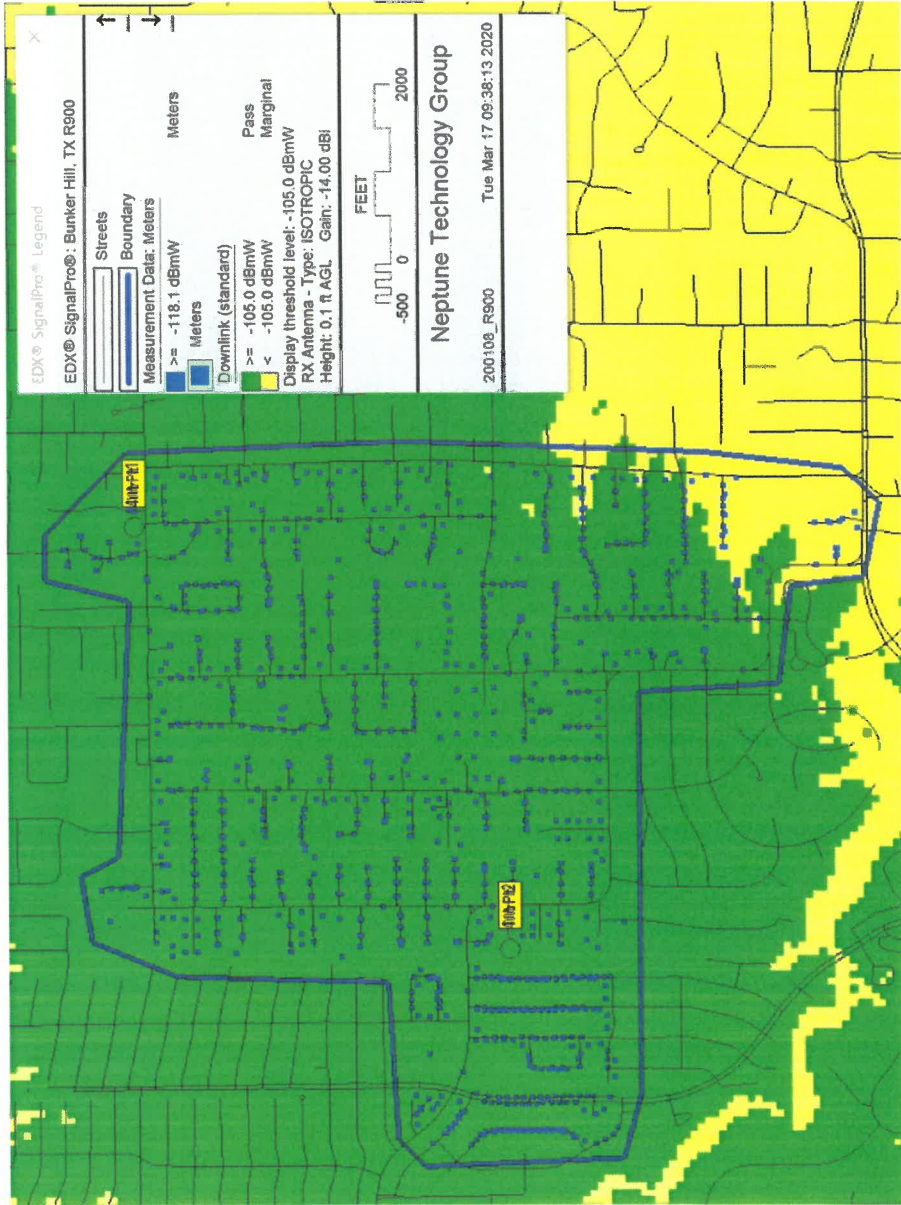 EDX® SignalPro® Legend
X
EDX® SignalPro® : Bunker Hill, TX R900
Streets
Boundary
Measurement Data: Meters
>= -118.1 dBmW Meters
Meters
Downlink (standard)
>= -105.0 dBmW Pass
< -105.0 dBmW Marginal
Display threshold level: -105.0 dBmW
RX Antenna - Type: ISOTROPIC
Height: 0.1 ft AGL Gain: -14.00 dBi
FEET
-500 0 2000
Neptune Technology Group
200108_R900 Tue Mar 17 09:38:13 2020